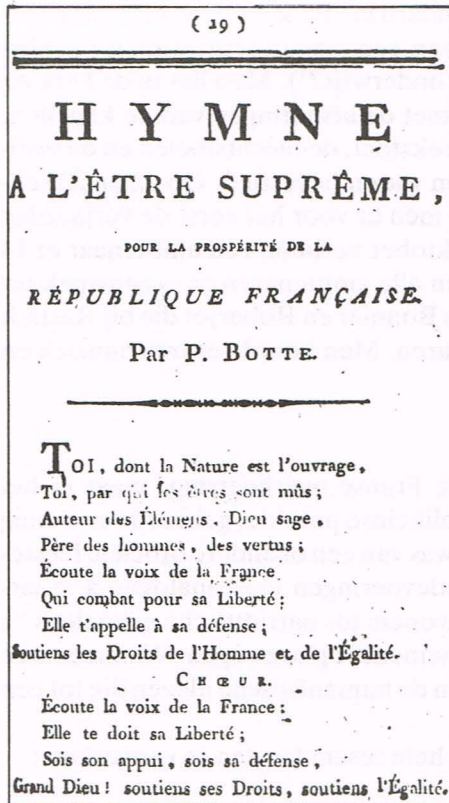 ( 19 )
HYMNE
A L'ÊTRE SUPRÊME,
POUR LA PROSPÉRITÉ DE LA
RÉPUBLIQUE FRANÇAISE.
Par P. BOTTE.
TOI, dont la Nature est l'ouvrage,
Toi, par qui les êtres sont mûs ;
Auteur des Élémens, Dieu sage,
Père des hommes, des vertus :
Écoute la voix de la France
Qui combat pour sa Liberté ;
Elle t'appelle à sa défense ;
Soutiens les Droits de l'Homme et de l'Égalité.
CHŒUR.
Ecoute la voix de la France :
Elle te doit sa Liberté ;
Sois son appui, sois sa défense,
Grand Dieu ! soutiens ses Droits, soutiens l'Égalité.